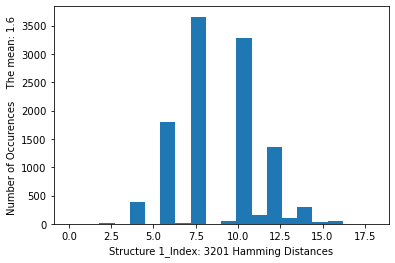 Number of Occurences    The mean: 1.6
3500
3000
2500
2000
1500
1000
500
0
0.0 2.5 5.0 7.5 10.0 12.5 15.0 17.5
Structure 1_Index: 3201 Hamming Distances